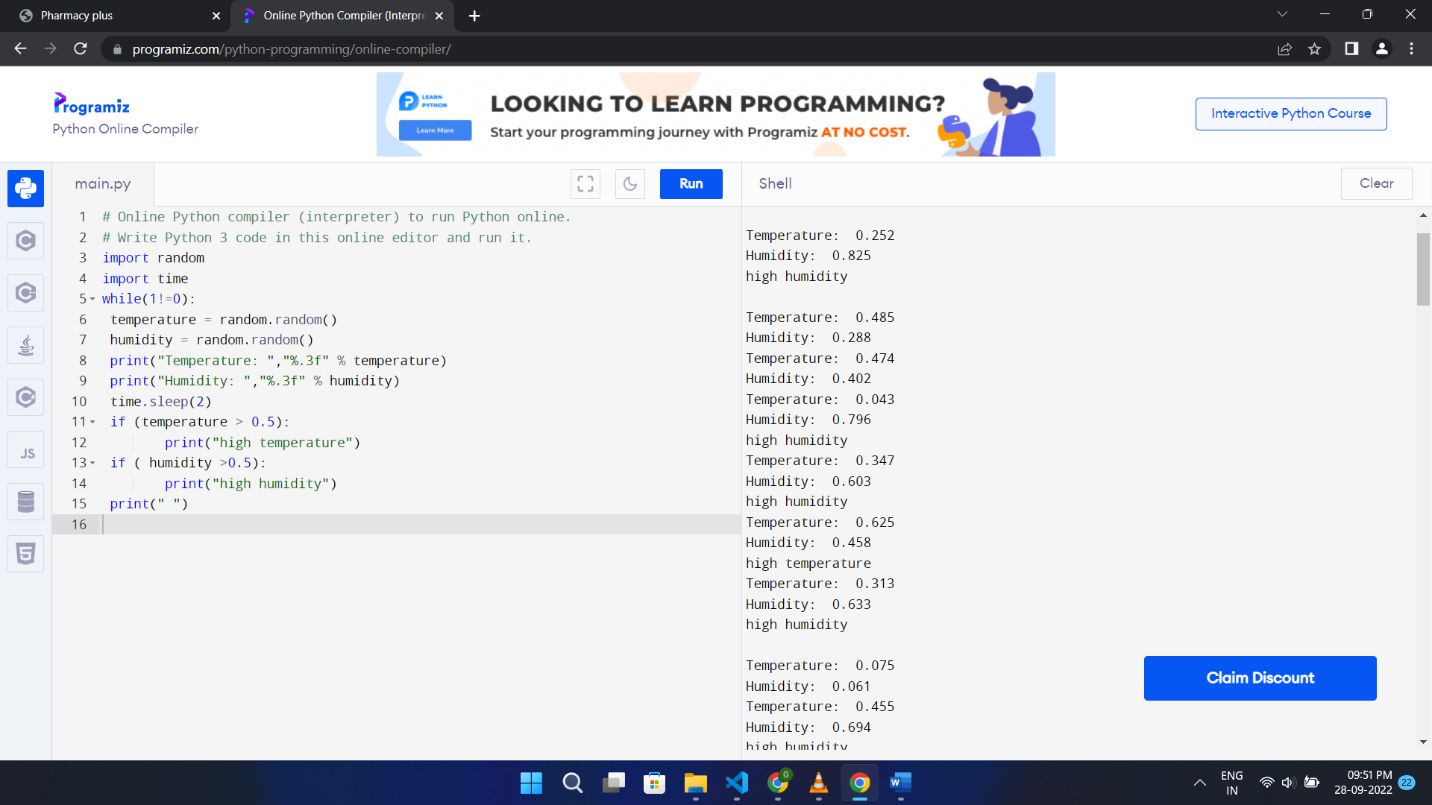 Pharmacy plus
Online Python Compiler (Interpre
programiz.com/python-programming/online-compiler/
Programiz
Python Online Compiler
LEARN
PYTHON
Learn More
LOOKING TO LEARN PROGRAMMING?
Start your programming journey with Programiz AT NO COST.
Interactive Python Course
main.py
Run
1 # Online Python compiler (interpreter) to run Python online.
2 # Write Python 3 code in this online editor and run it.
3 import random
4 import time
5 while(1!=0):
6 temperature = random.random()
7 humidity = random.random()
8 print("Temperature: ","%.3f" % temperature)
9 print("Humidity: ","%.3f" % humidity)
10 time.sleep(2)
11 if (temperature > 0.5):
12 print("high temperature")
13 if ( humidity >0.5):
14 print("high humidity")
15 print(" ")
16
Shell
Clear
Temperature:  0.252
Humidity:  0.825
high humidity
Temperature:  0.485
Humidity:  0.288
Temperature:  0.474
Humidity:  0.402
Temperature:  0.043
Humidity:  0.796
high humidity
Temperature:  0.347
Humidity:  0.603
high humidity
Temperature:  0.625
Humidity:  0.458
high temperature
Temperature:  0.313
Humidity:  0.633
high humidity
Temperature:  0.075
Humidity:  0.061
Temperature:  0.455
Humidity:  0.694
high humidity
Claim Discount
JS
ENG
IN
09:51 PM
28-09-2022
22